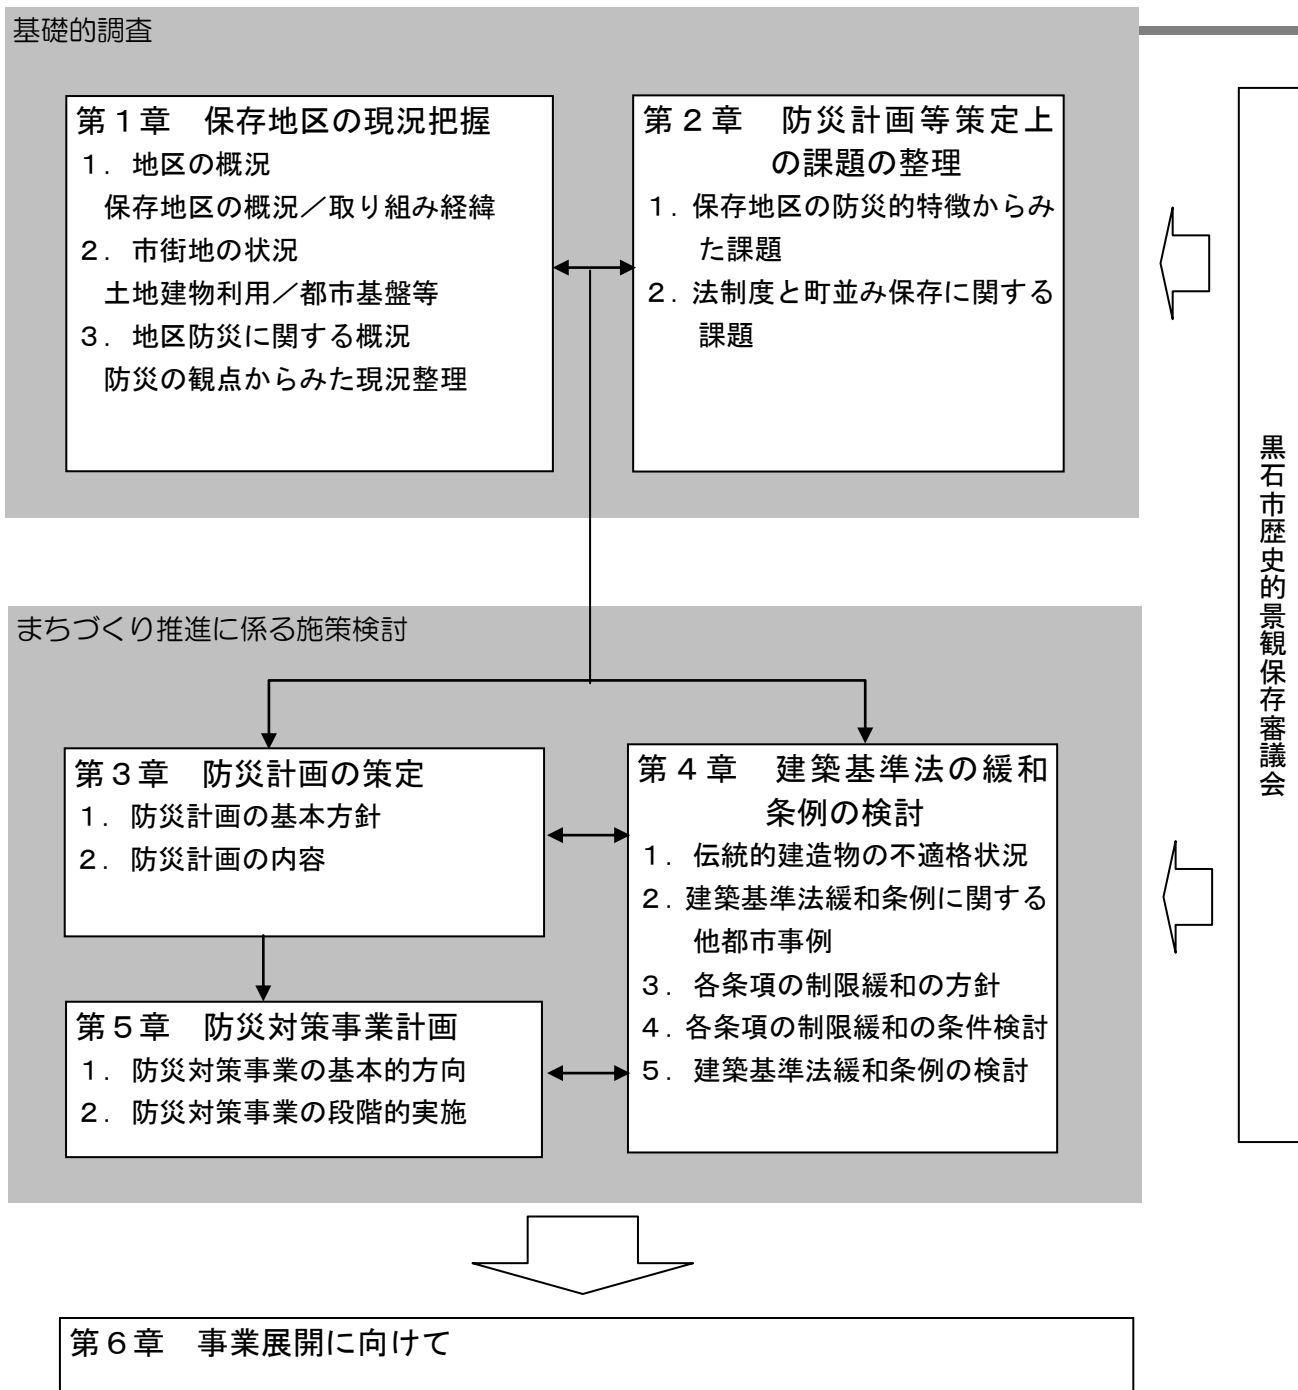 基礎的調査
第１章　保存地区の現況把握
１．地区の概況
保存地区の概況／取り組み経緯
２．市街地の状況
土地建物利用／都市基盤等
３．地区防災に関する概況
防災の観点からみた現況整理
第２章　防災計画等策定上
の課題の整理
１．保存地区の防災的特徴からみ
た課題
２．法制度と町並み保存に関する
課題
黒石市歴史的景観保存審議会
まちづくり推進に係る施策検討
第３章　防災計画の策定
１．防災計画の基本方針
２．防災計画の内容
第４章　建築基準法の緩和
条例の検討
１．伝統的建造物の不適格状況
２．建築基準法緩和条例に関する
他都市事例
３．各条項の制限緩和の方針
４．各条項の制限緩和の条件検討
５．建築基準法緩和条例の検討
第５章　防災対策事業計画
１．防災対策事業の基本的方向
２．防災対策事業の段階的実施
第６章　事業展開に向けて